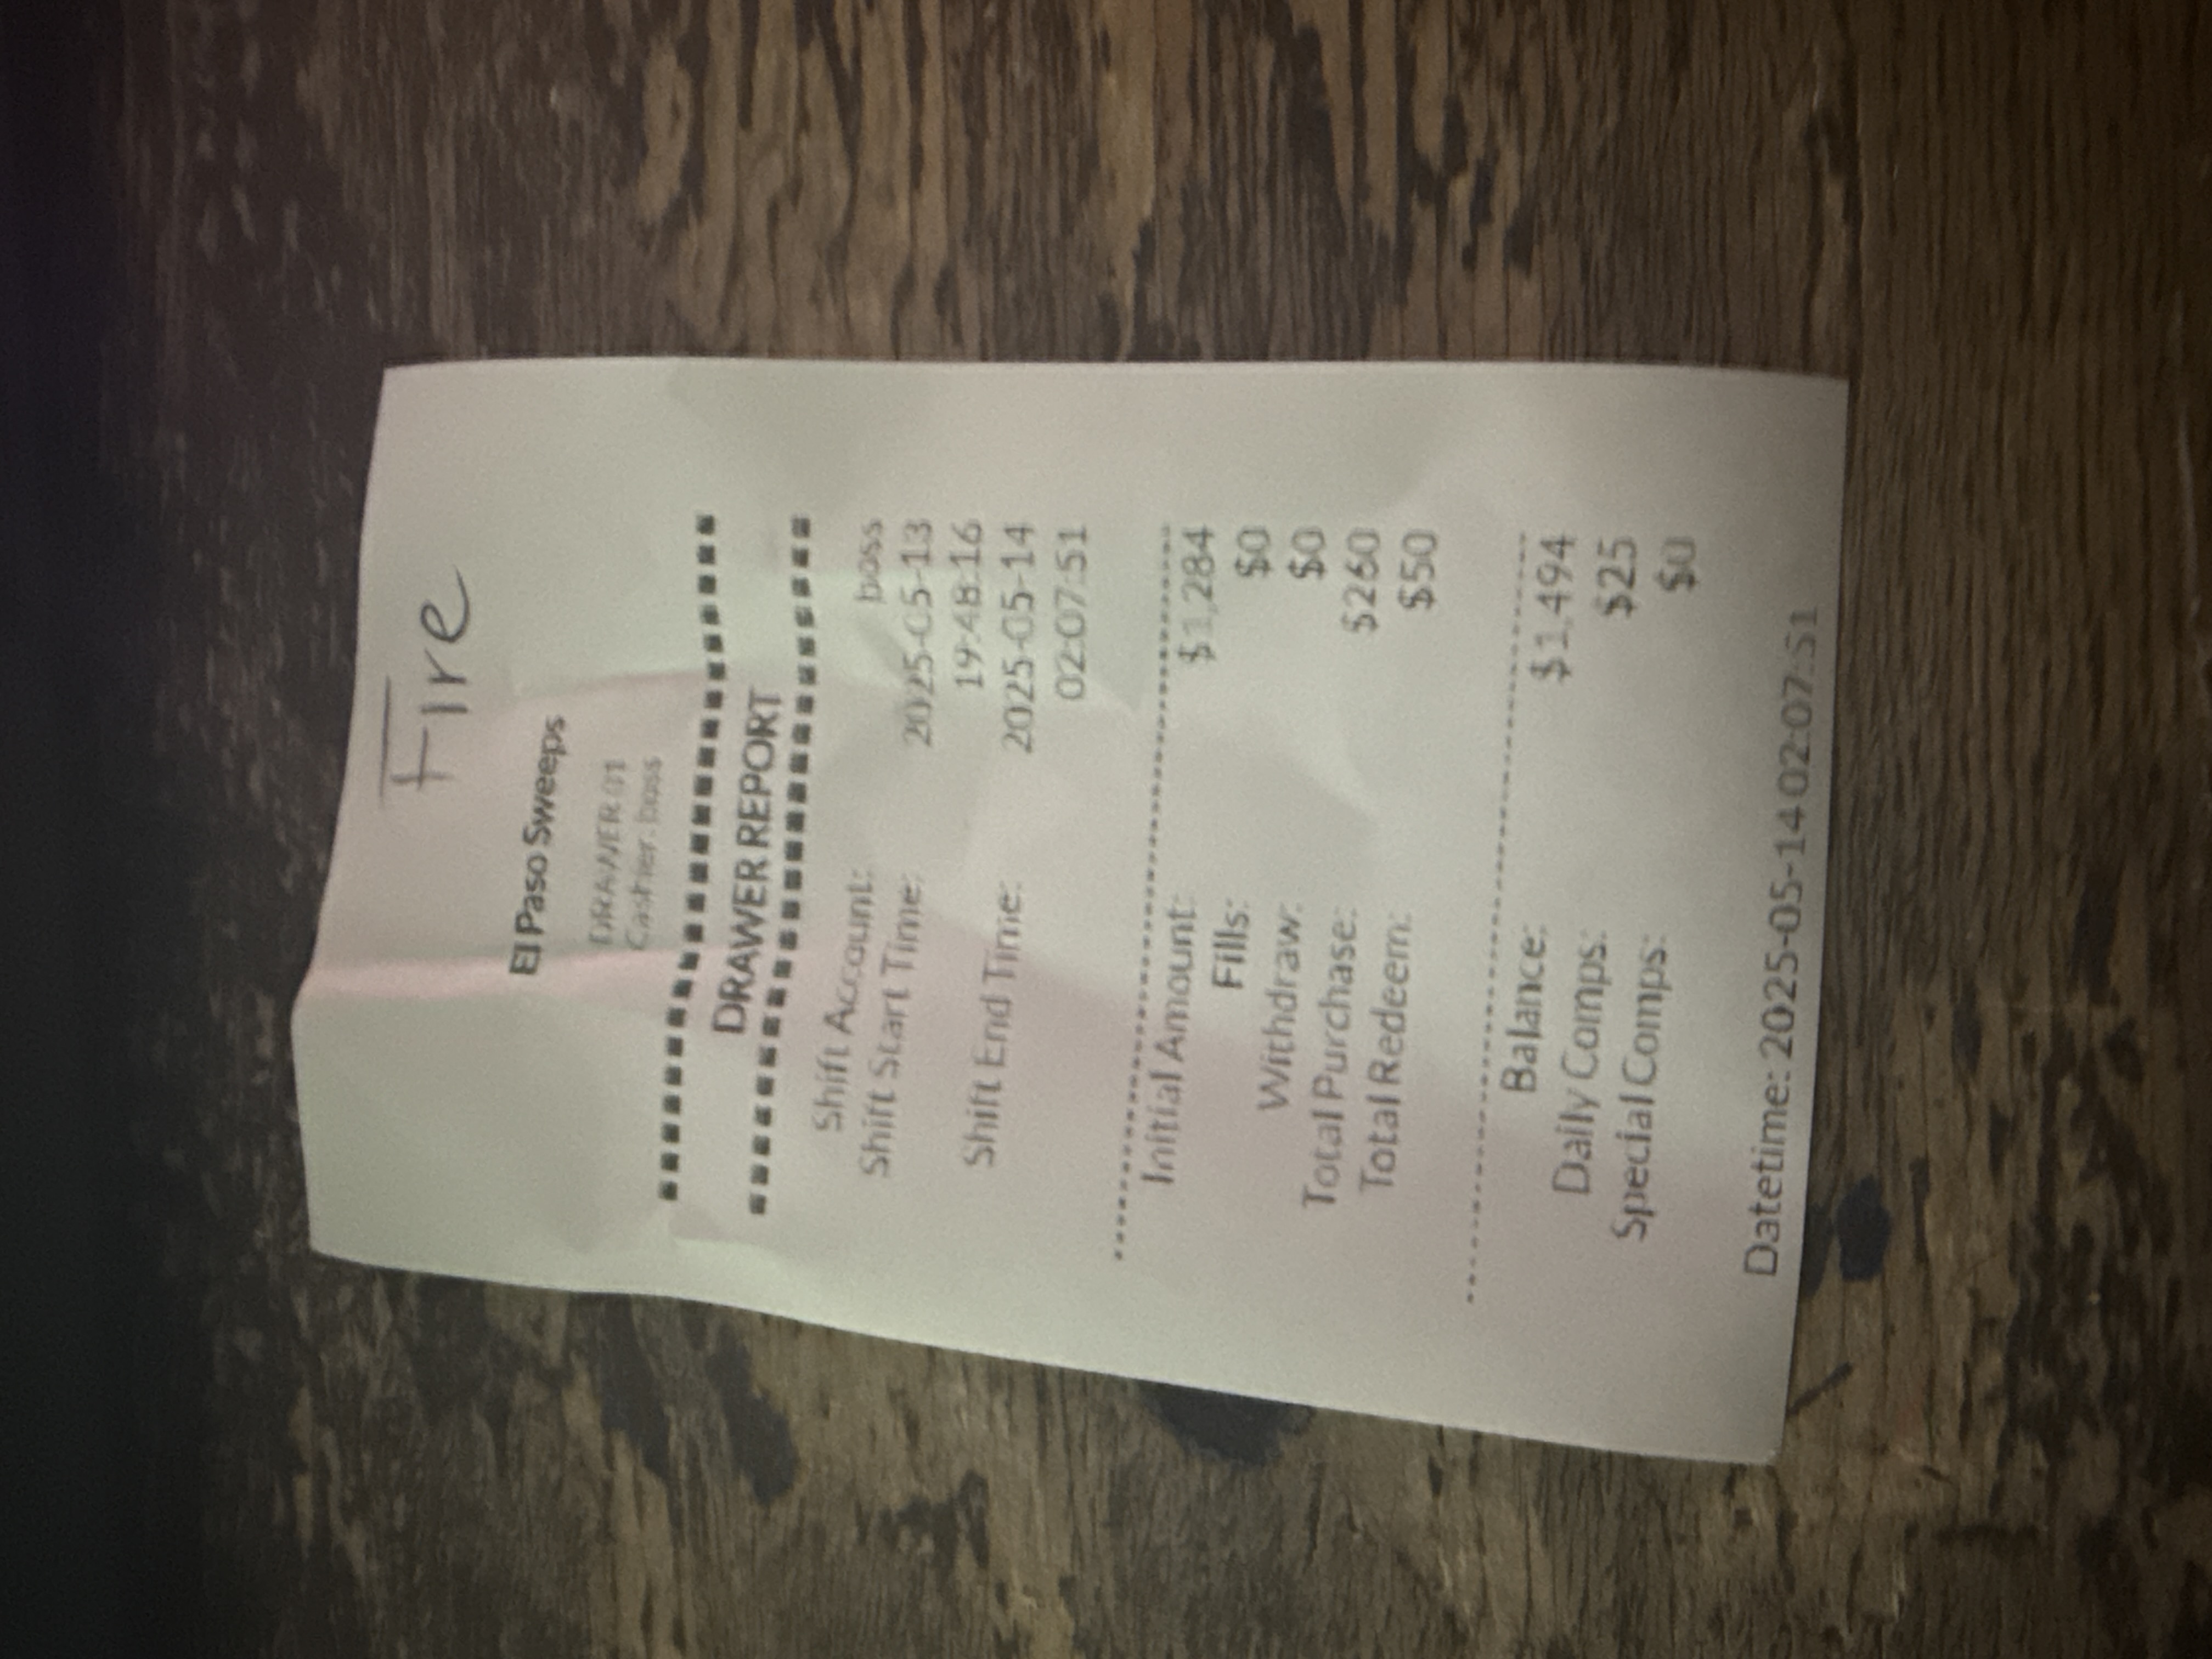 Fire
El Paso Sweeps
DRAWER 01
Cashier: boss
DRAWER REPORT
Shift Account: boss
Shift Start Time: 2025-05-13
19:48:16
Shift End Time: 2025-05-14
02:07:51
Initial Amount: $1,284
Fills: $0
Withdraw: $0
Total Purchase: $260
Total Redeem: $50
Balance: $1,494
Daily Comps: $25
Special Comps: $0
Datetime: 2025-05-14 02:07:51